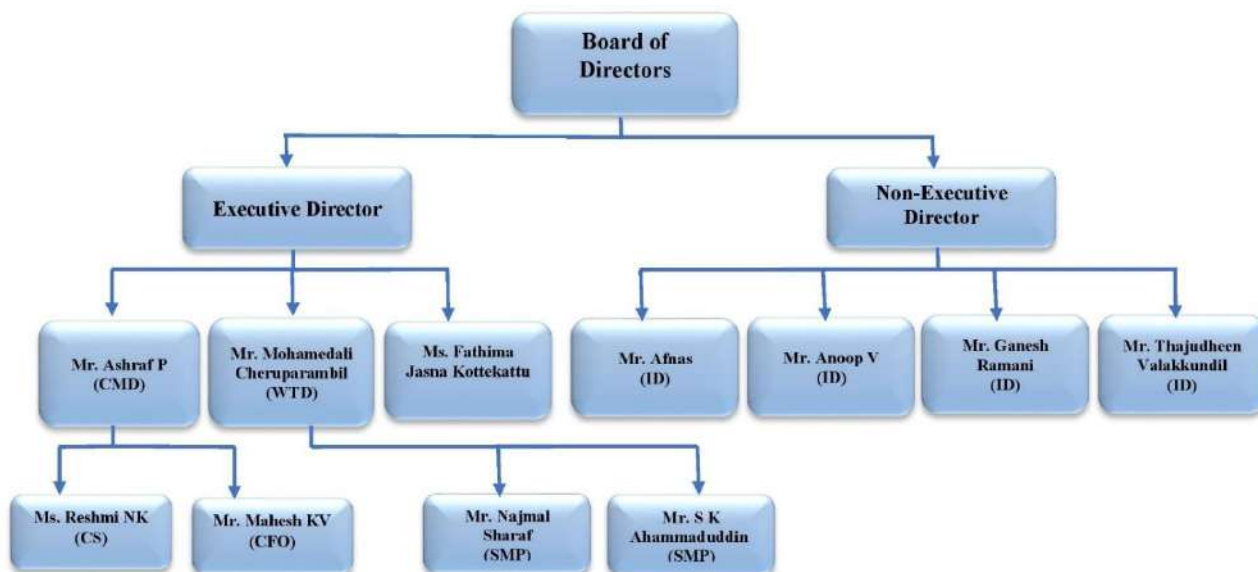 Board of
Directors
Executive Director
Non-Executive
Director
Mr. Ashraf P
(CMD)
Mr. Mohamedali
Cheruparambil
(WTD)
Ms. Fathima
Jasna Kottekattu
Mr. Afnas
(ID)
Mr. Anoop V
(ID)
Mr. Ganesh
Ramani
(ID)
Mr. Thajudheen
Valakkundil
(ID)
Ms. Reshmi NK
(CS)
Mr. Mahesh KV
(CFO)
Mr. Najmal
Sharaf
(SMP)
Mr. S K
Ahammaduddin
(SMP)